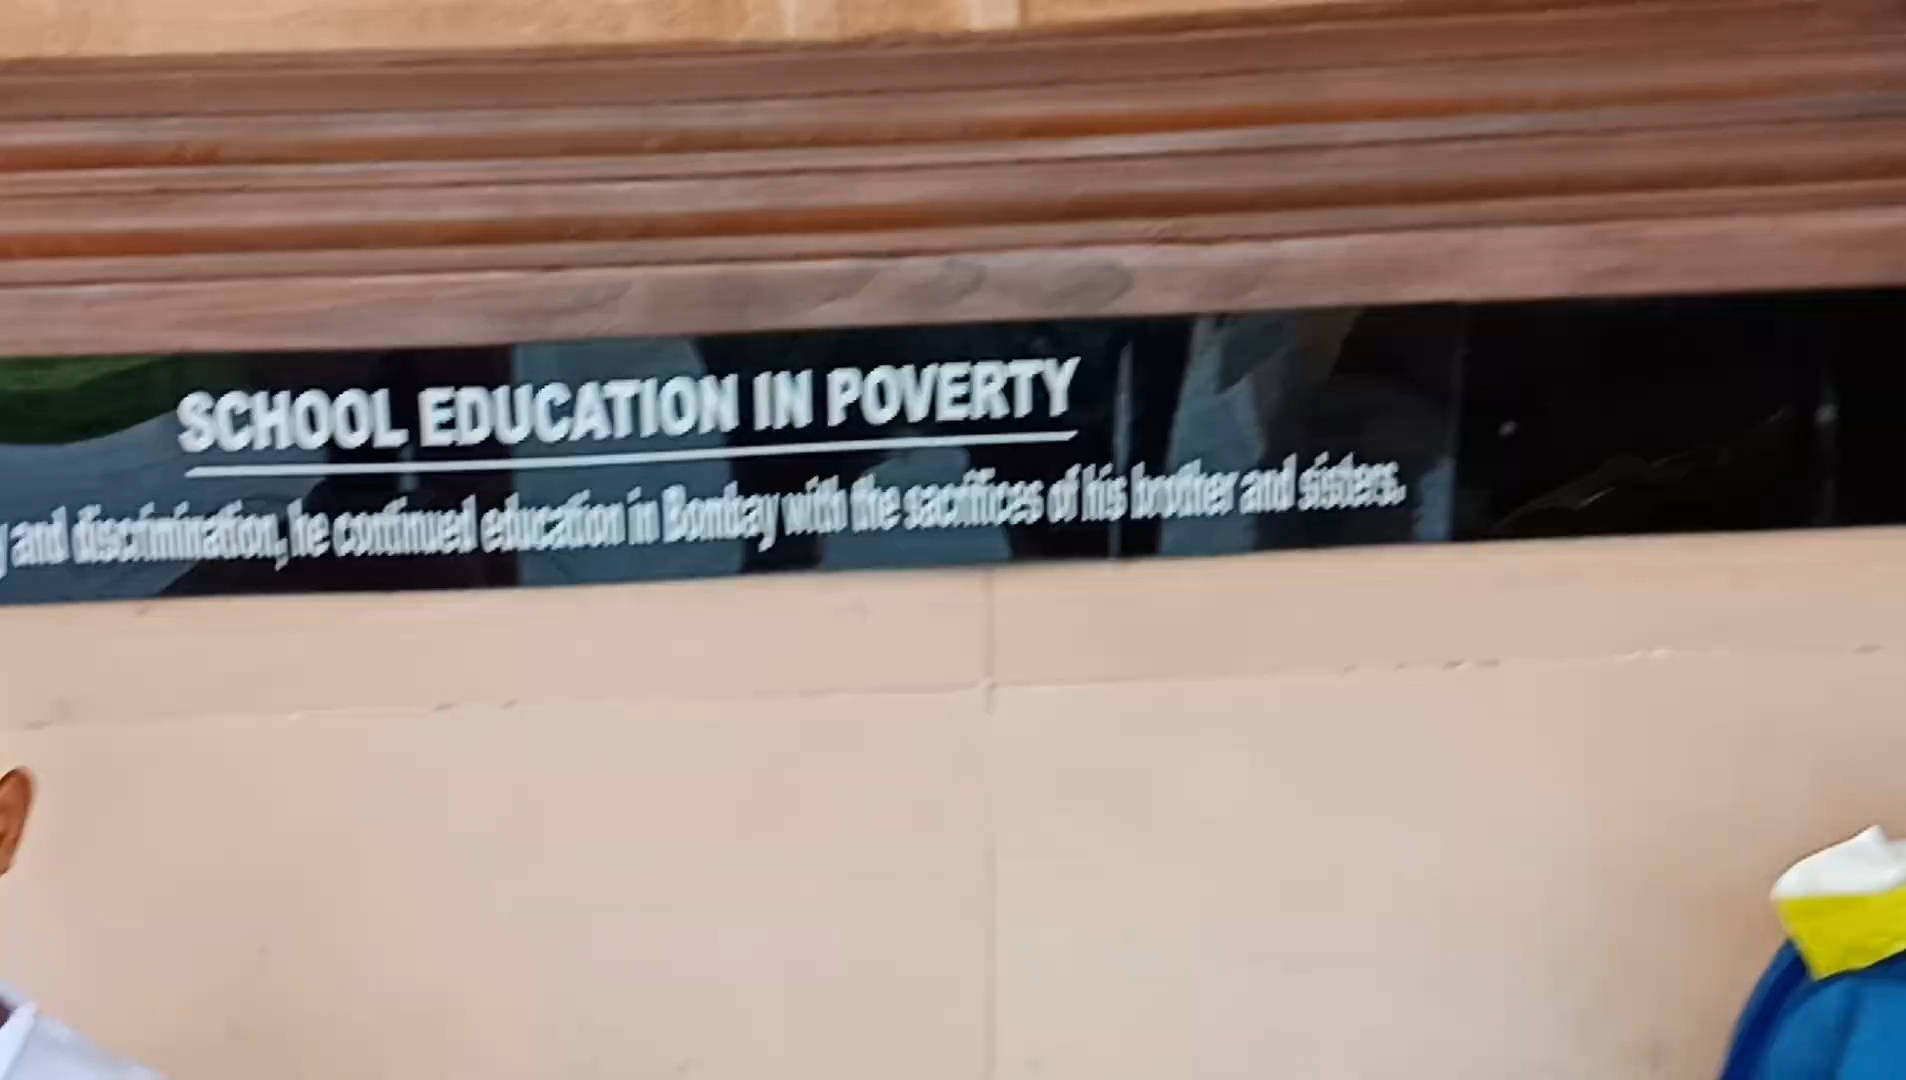 SCHOOL EDUCATION IN POVERTY
and discrimination, he continued education in Bombay with the sacrifices of his brother and sisters.